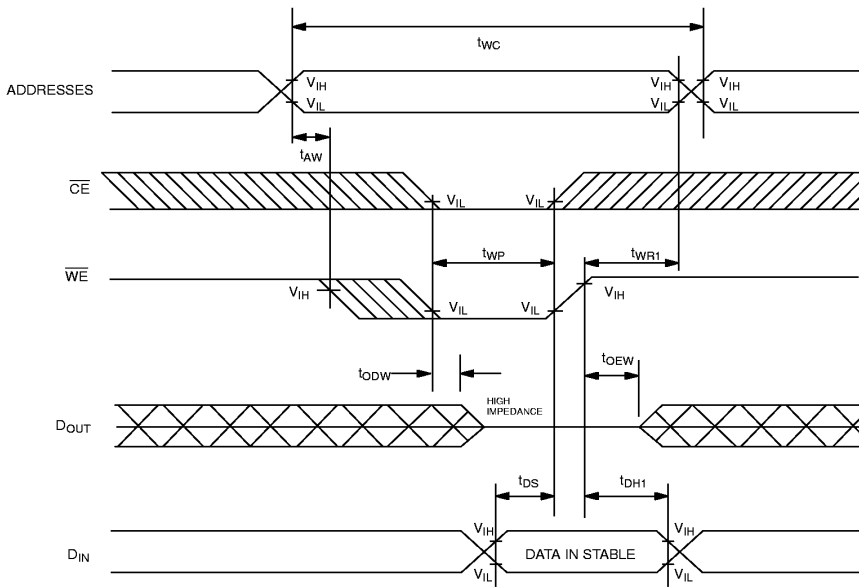 tWC
ADDRESSES
VIH
VIL
VIH
VIL
VIH
VIL
tAW
CE
VIL
VIL
tWP
tWR1
WE
VIH
VIL
VIL
VIH
tODW
tOEW
HIGH
IMPEDANCE
DOUT
tDS
tDH1
VIH
VIH
DIN
DATA IN STABLE
VIL
VIL